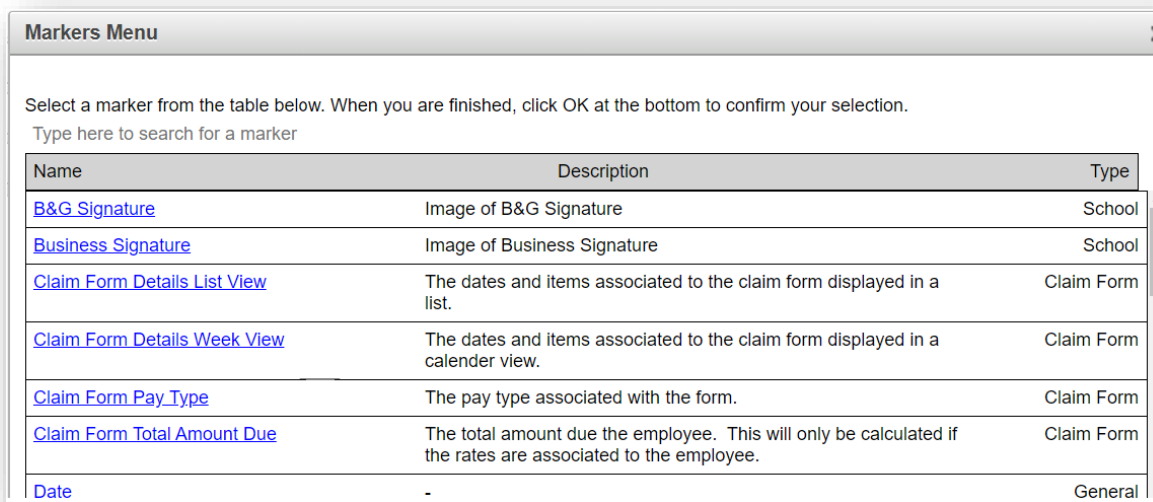 Markers Menu
Select a marker from the table below. When you are finished, click OK at the bottom to confirm your selection.
Type here to search for a marker
Name Description Type
B&G Signature Image of B&G Signature School
Business Signature Image of Business Signature School
Claim Form Details List View The dates and items associated to the claim form displayed in a Claim Form
list.
Claim Form Details Week View The dates and items associated to the claim form displayed in a Claim Form
calender view.
Claim Form Pay Type The pay type associated with the form. Claim Form
Claim Form Total Amount Due The total amount due the employee.  This will only be calculated if Claim Form
the rates are associated to the employee.
Date - General